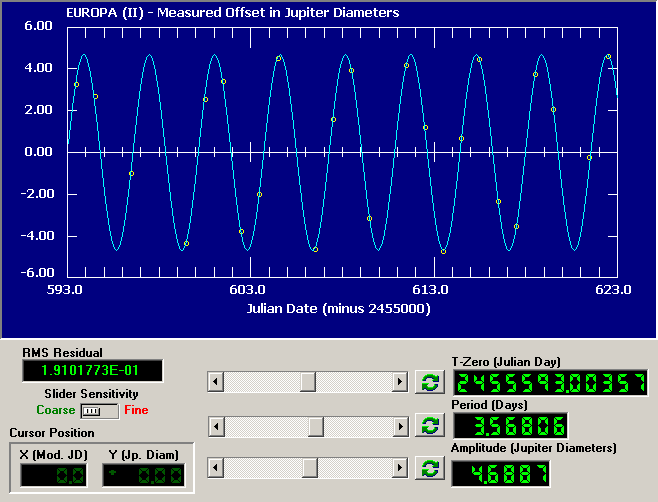 EUROPA (II) - Measured Offset in Jupiter Diameters
6.00
4.00
2.00
0.00
-2.00
-4.00
-6.00
593.0 603.0 613.0 623.0
Julian Date (minus 2455000)
RMS Residual
1.9101773E-01
Slider Sensitivity
Coarse Fine
Cursor Position
X (Mod. JD) Y (Jp. Diam)
0.0 + 0.00
T-Zero (Julian Day)
2455593.00357
Period (Days)
3.56806
Amplitude (Jupiter Diameters)
4.6887